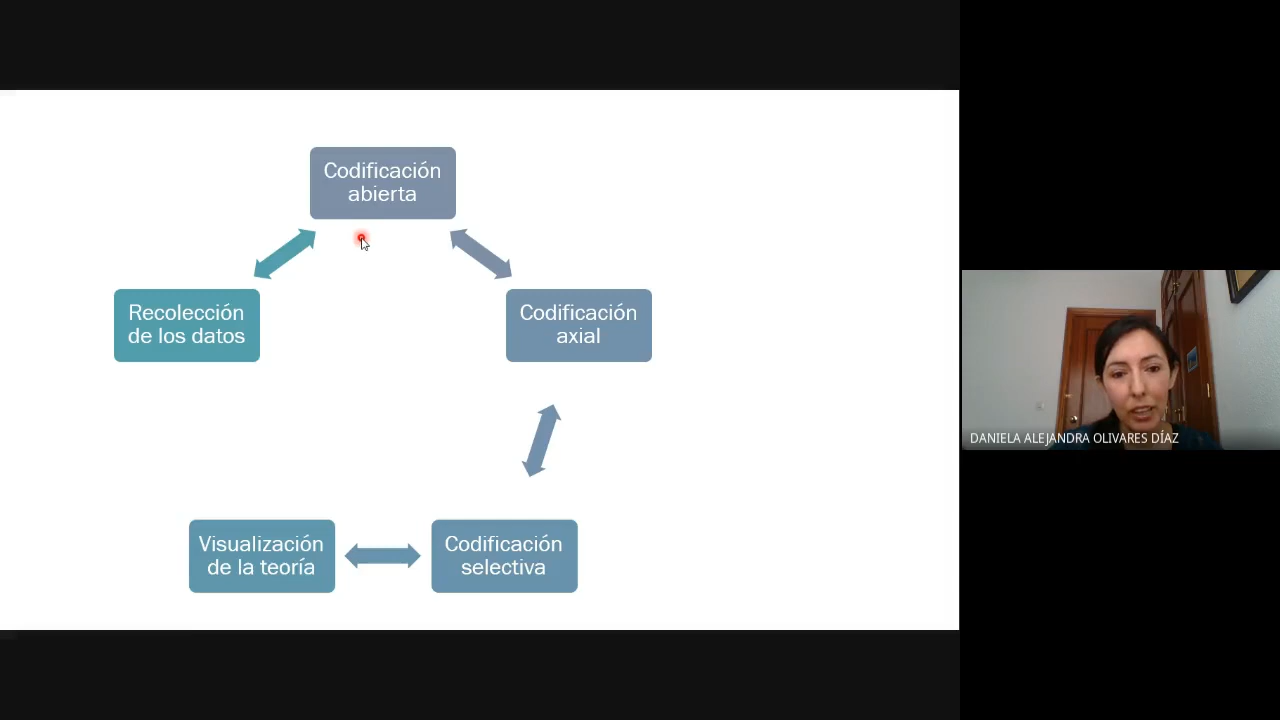 Codificación
abierta
Recolección
de los datos
Codificación
axial
Visualización
de la teoría
Codificación
selectiva
DANIELA ALEJANDRA OLIVARES DÍAZ